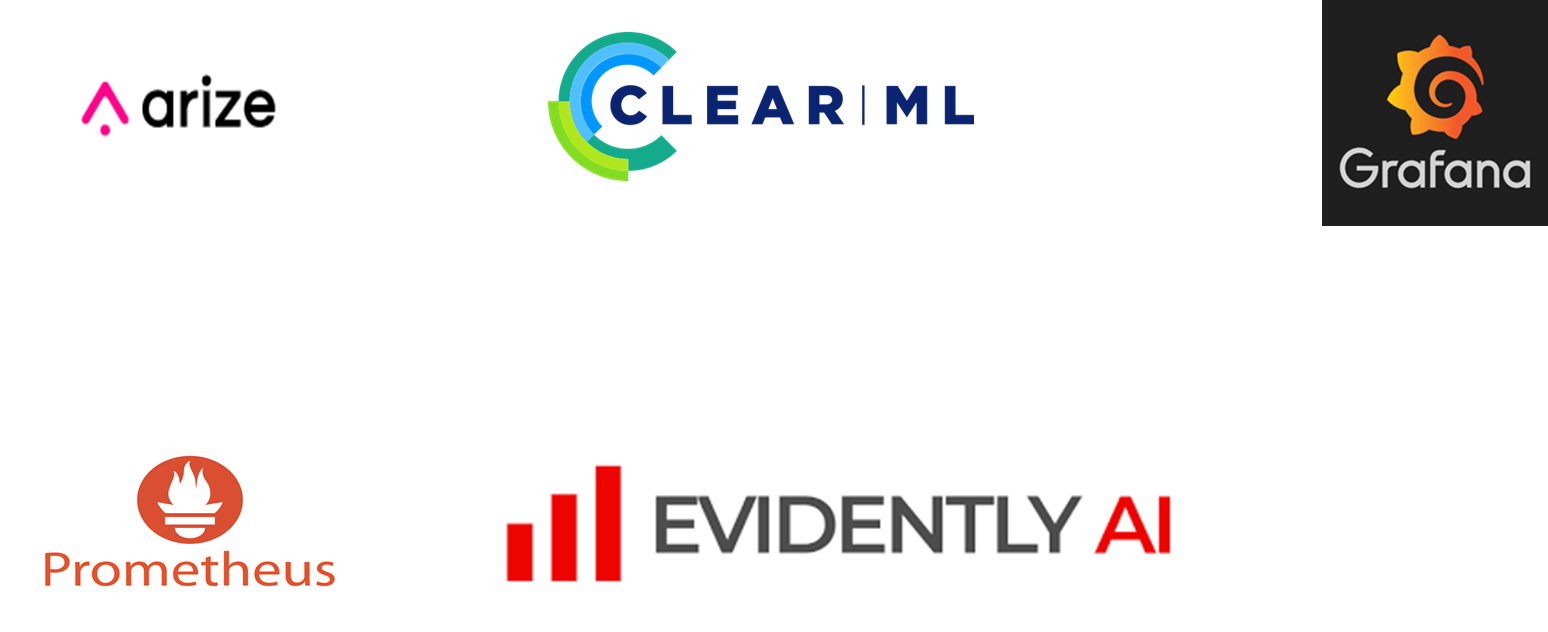 arize
CLEAR|ML
Grafana
Prometheus
EVIDENTLY AI